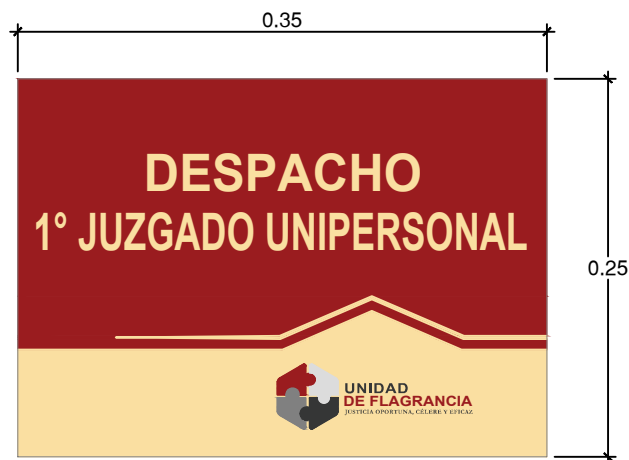 0.35
DESPACHO
1° JUZGADO UNIPERSONAL
0.25
UNIDAD
DE FLAGRANCIA
JUSTICIA OPORTUNA, CÉLERE Y EFICAZ